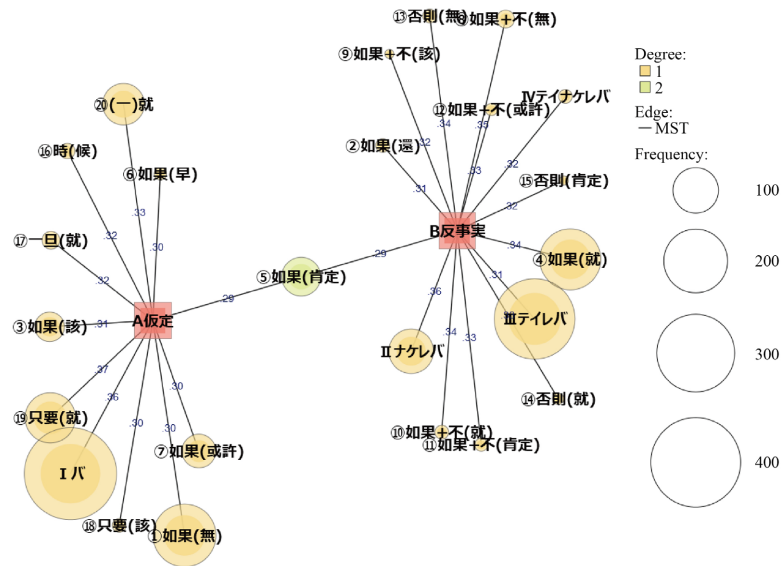 ⑬否則(無)
⑧如果+不(無)
⑨如果+不(該)
Degree:
1
2
⑳(一)就
Ⅳテイナケレバ
Edge:
MST
⑫如果+不(或許)
.34
.35
⑯時(候)
②如果(還)
.32
Frequency:
⑥如果(早)
.33
.32
⑮否則(肯定)
100
.31
.33
.32
.32
.30
B反事実
⑰一旦(就)
.29
.34
④如果(就)
200
⑤如果(肯定)
.32
.31
.29
.36
Ⅲテイレバ
A仮定
③如果(該)
.31
.34
.33
Ⅱナケレバ
300
.37
.36
.30
⑭否則(就)
⑲只要(就)
.30
.30
⑩如果+不(就)
⑪如果+不(肯定)
⑦如果(或許)
400
Ⅰバ
⑱只要(該)
①如果(無)